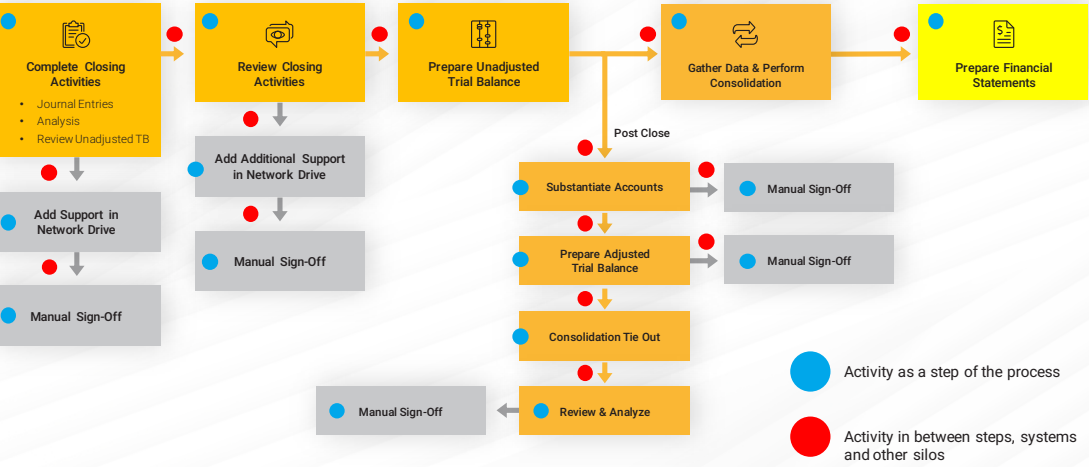 Complete Closing
Activities
• Journal Entries
• Analysis
• Review Unadjusted TB
Add Support in
Network Drive
Manual Sign-Off
Review Closing
Activities
Add Additional Support
in Network Drive
Manual Sign-Off
Prepare Unadjusted
Trial Balance
Post Close
Substantiate Accounts
Manual Sign-Off
Prepare Adjusted
Trial Balance
Manual Sign-Off
Consolidation Tie Out
Review & Analyze
Manual Sign-Off
Gather Data & Perform
Consolidation
Prepare Financial
Statements
Activity as a step of the process
Activity in between steps, systems
and other silos